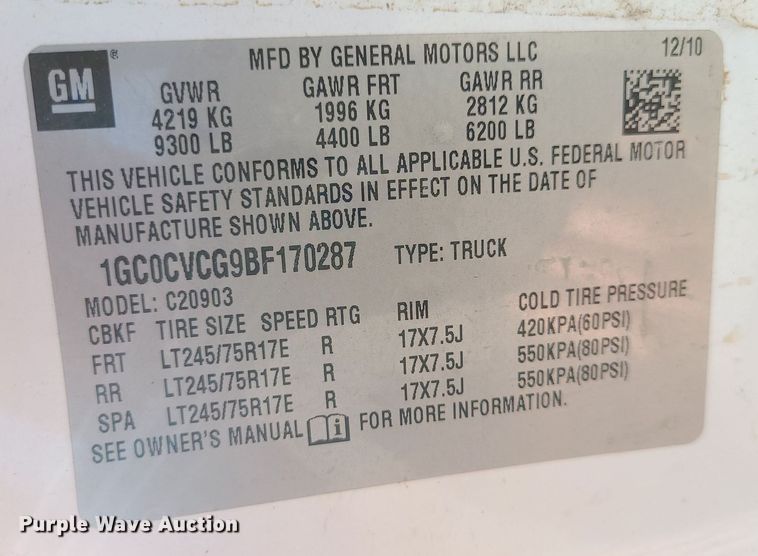 GM®
MFD BY GENERAL MOTORS LLC 12/10
GVWR GAWR FRT GAWR RR
4219 KG 1996 KG 2812 KG
9300 LB 4400 LB 6200 LB
THIS VEHICLE CONFORMS TO ALL APPLICABLE U.S. FEDERAL MOTOR
VEHICLE SAFETY STANDARDS IN EFFECT ON THE DATE OF
MANUFACTURE SHOWN ABOVE.
1GC0CVCG9BF170287 TYPE: TRUCK
MODEL: C20903
CBKF TIRE SIZE SPEED RTG RIM COLD TIRE PRESSURE
FRT LT245/75R17E R 17X7.5J 420KPA(60PSI)
RR LT245/75R17E R 17X7.5J 550KPA(80PSI)
SPA LT245/75R17E R 17X7.5J 550KPA(80PSI)
SEE OWNER'S MANUAL i FOR MORE INFORMATION.
Purple Wave Auction